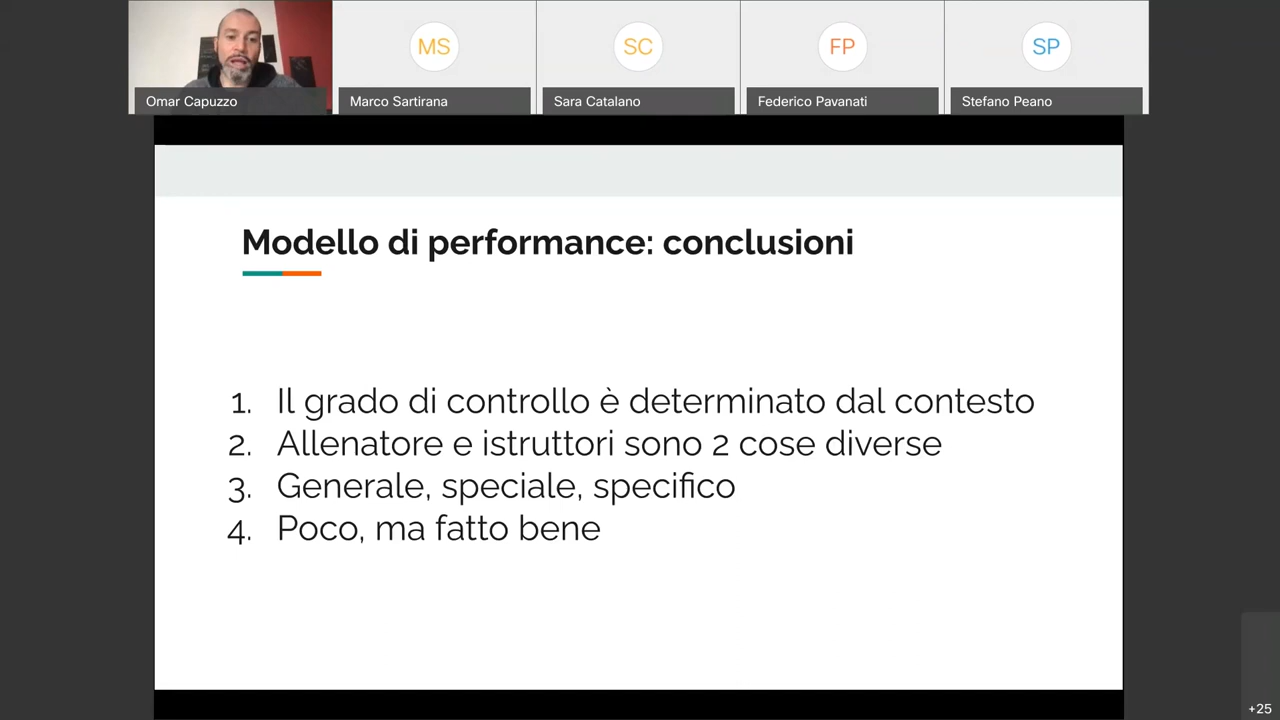 MS
SC
FP
SP
Omar Capuzzo
Marco Sartirana
Sara Catalano
Federico Pavanati
Stefano Peano
Modello di performance: conclusioni
1. Il grado di controllo è determinato dal contesto
2. Allenatore e istruttori sono 2 cose diverse
3. Generale, speciale, specifico
4. Poco, ma fatto bene
+25